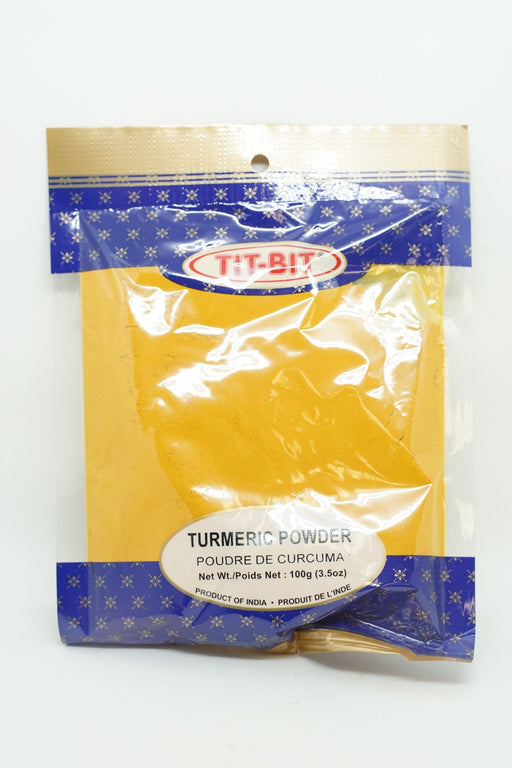 TIT-BIT
TURMERIC POWDER
POUDRE DE CURCUMA
Net Wt./Poids Net : 100g (3.5oz)
PRODUCT OF INDIA • PRODUIT DE L'INDE